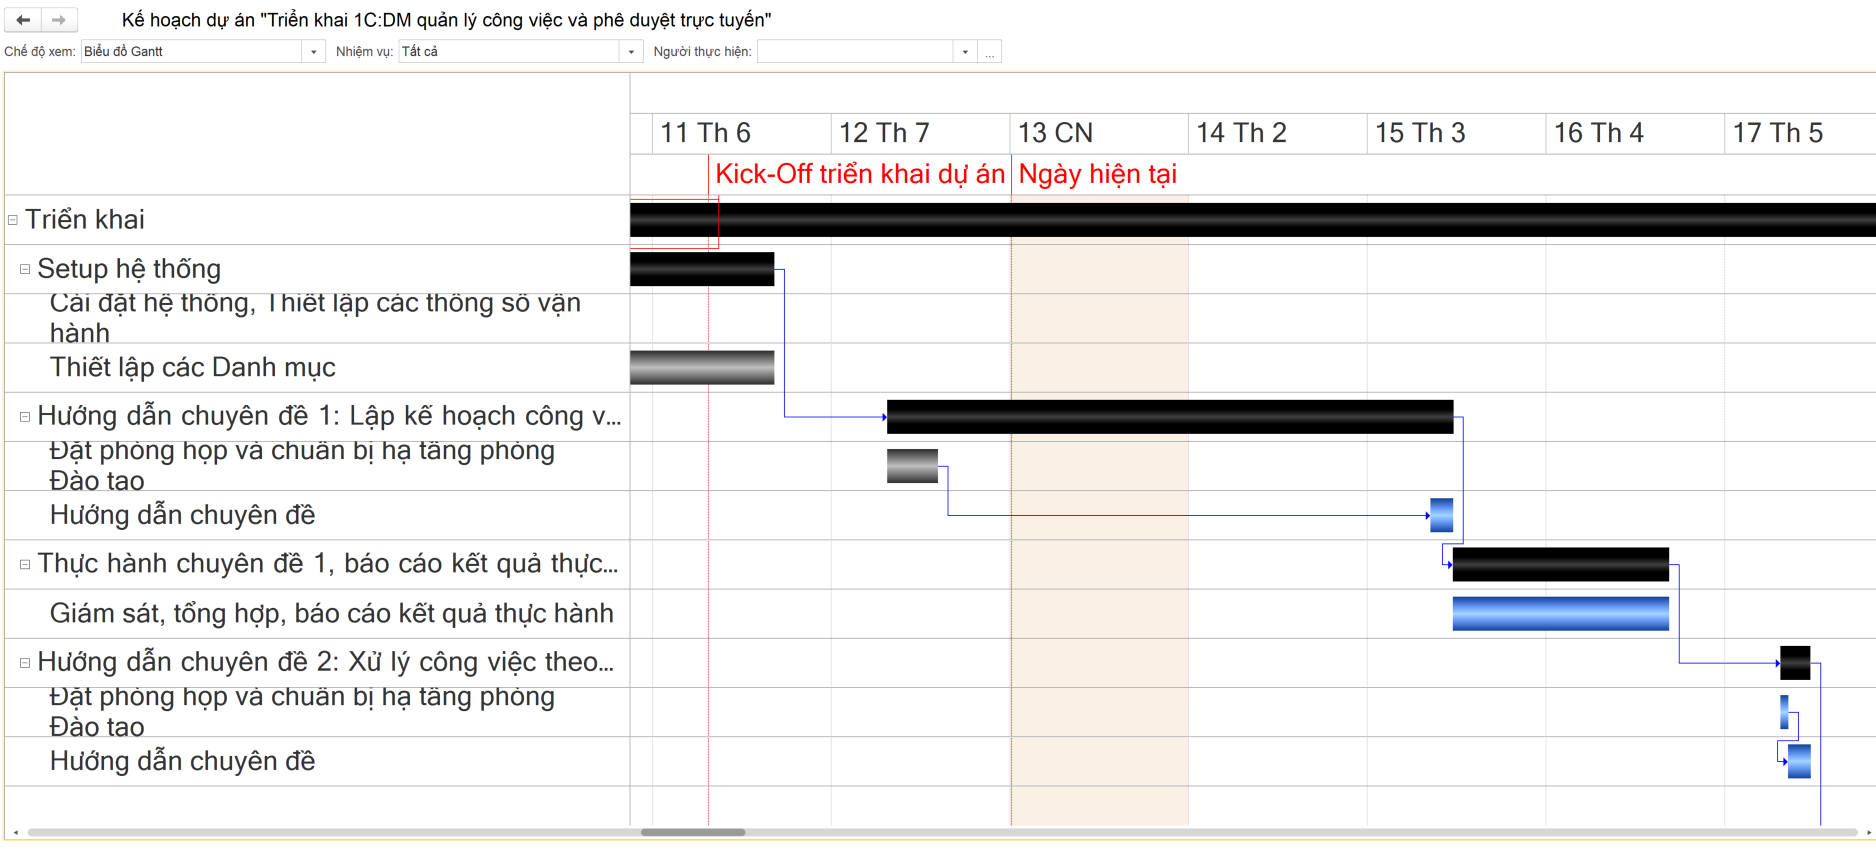 Kế hoạch dự án "Triển khai 1C:DM quản lý công việc và phê duyệt trực tuyến"
Chế độ xem: Biểu đồ Gantt Nhiệm vụ: Tất cả Người thực hiện: ...
11 Th 6 12 Th 7 13 CN 14 Th 2 15 Th 3 16 Th 4 17 Th 5
Kick-Off triển khai dự án Ngày hiện tại
Triển khai
Setup hệ thống
Cài đặt hệ thống, Thiết lập các thông số vận
hành
Thiết lập các Danh mục
Hướng dẫn chuyên đề 1: Lập kế hoạch công v...
Đặt phòng họp và chuẩn bị hạ tầng phòng
Đào tạo
Hướng dẫn chuyên đề
Thực hành chuyên đề 1, báo cáo kết quả thực...
Giám sát, tổng hợp, báo cáo kết quả thực hành
Hướng dẫn chuyên đề 2: Xử lý công việc theo...
Đặt phòng họp và chuẩn bị hạ tầng phòng
Đào tạo
Hướng dẫn chuyên đề